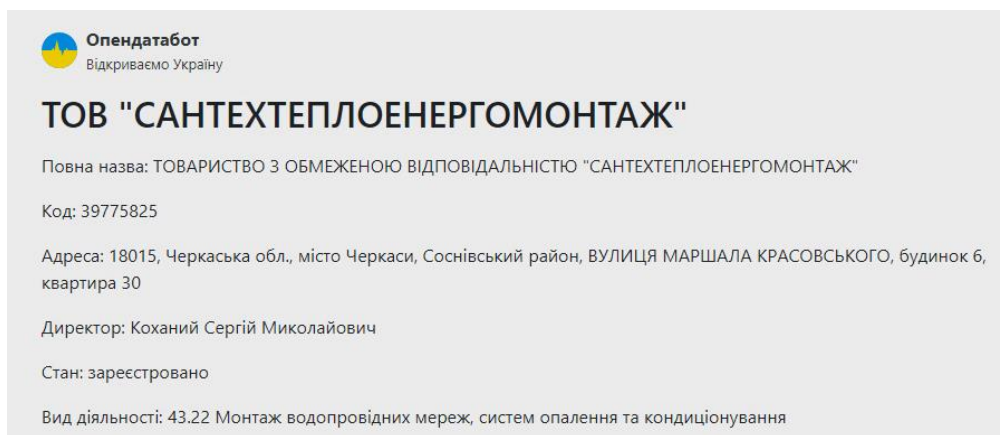 Опендатабот
Відкриваємо Україну
ТОВ "САНТЕХТЕПЛОЕНЕРГОМОНТАЖ"
Повна назва: ТОВАРИСТВО З ОБМЕЖЕНОЮ ВІДПОВІДАЛЬНІСТЮ "САНТЕХТЕПЛОЕНЕРГОМОНТАЖ"
Код: 39775825
Адреса: 18015, Черкаська обл., місто Черкаси, Соснівський район, ВУЛИЦЯ МАРШАЛА КРАСОВСЬКОГО, будинок 6,
квартира 30
Директор: Коханий Сергій Миколайович
Стан: зареєстровано
Вид діяльності: 43.22 Монтаж водопровідних мереж, систем опалення та кондиціонування